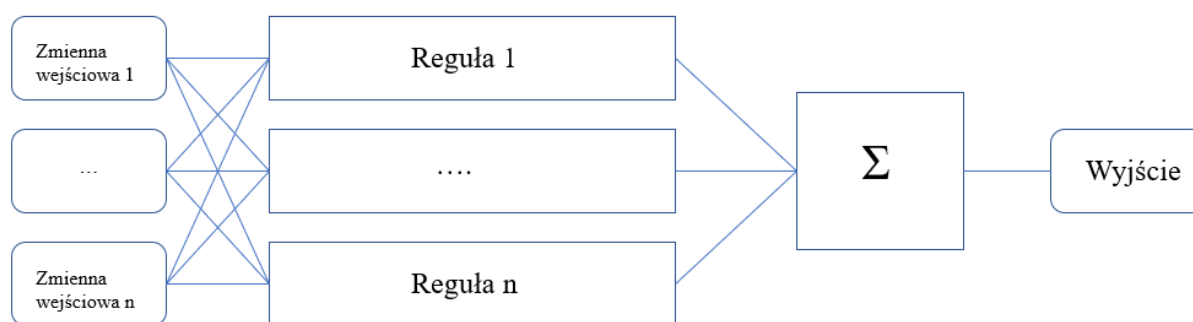 Zmienna
wejściowa 1
Reguła 1
...
....
Σ
Wyjście
Zmienna
wejściowa n
Reguła n